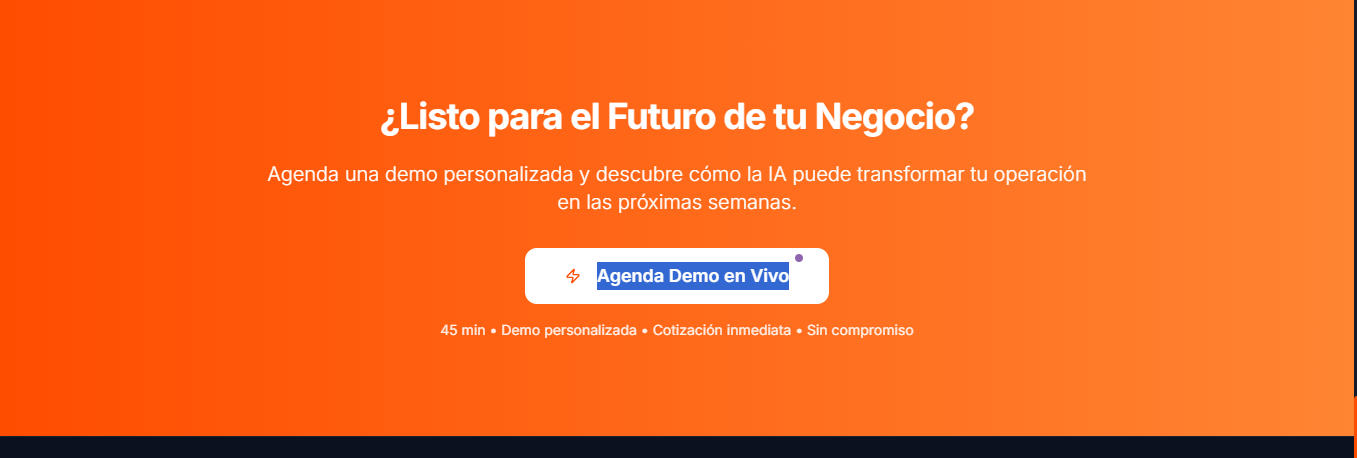 ¿Listo para el Futuro de tu Negocio?
Agenda una demo personalizada y descubre cómo la IA puede transformar tu operación
en las próximas semanas.
Agenda Demo en Vivo
45 min • Demo personalizada • Cotización inmediata • Sin compromiso